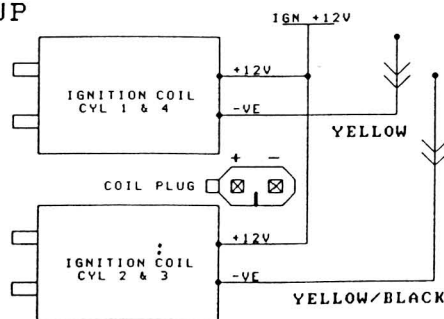 UP
IGN +12V
+12V
IGNITION COIL
CYL 1 & 4
-VE
YELLOW
+ -
COIL PLUG
+12V
IGNITION COIL
CYL 2 & 3
-VE
YELLOW/BLACK